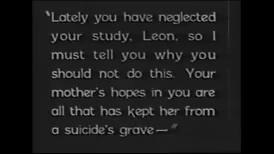 "Lately you have neglected
your study, Leon, so I
must tell you why you
should not do this. Your
mother's hopes in you are
all that has kept her from
a suicide's grave—"